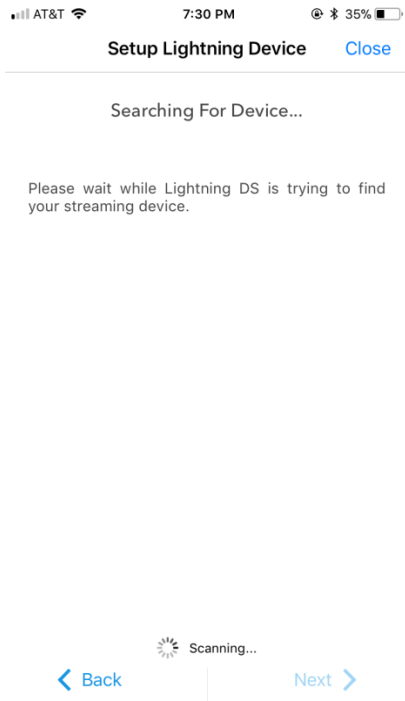 AT&T 7:30 PM 35%
Setup Lightning Device Close
Searching For Device...
Please wait while Lightning DS is trying to find
your streaming device.
Scanning...
Back Next